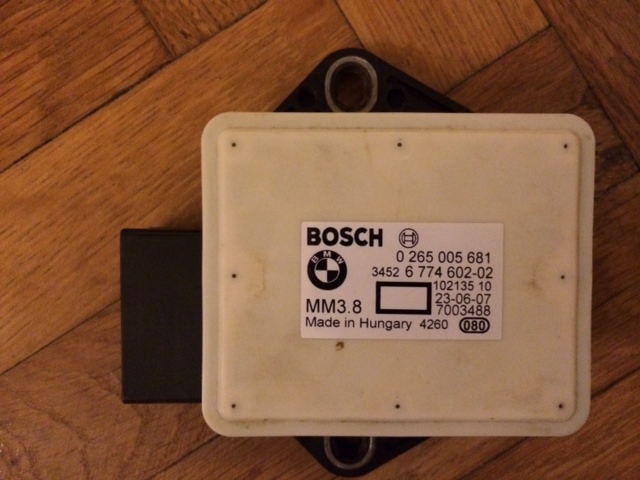 BOSCH
BMW
0 265 005 681
3452 6 774 602-02
102135 10
23-06-07
MM3.8
7003488
Made in Hungary 4260 080